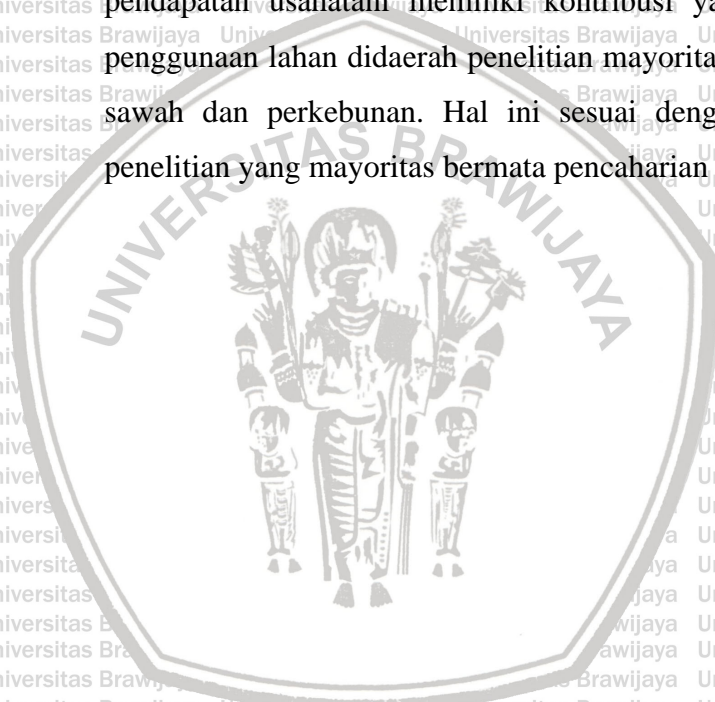 pendapatan usahatani memiliki kontribusi ya
penggunaan lahan didaerah penelitian mayorita
sawah dan perkebunan. Hal ini sesuai deng
penelitian yang mayoritas bermata pencaharian
UNIVERSITAS BRAWIJAYA